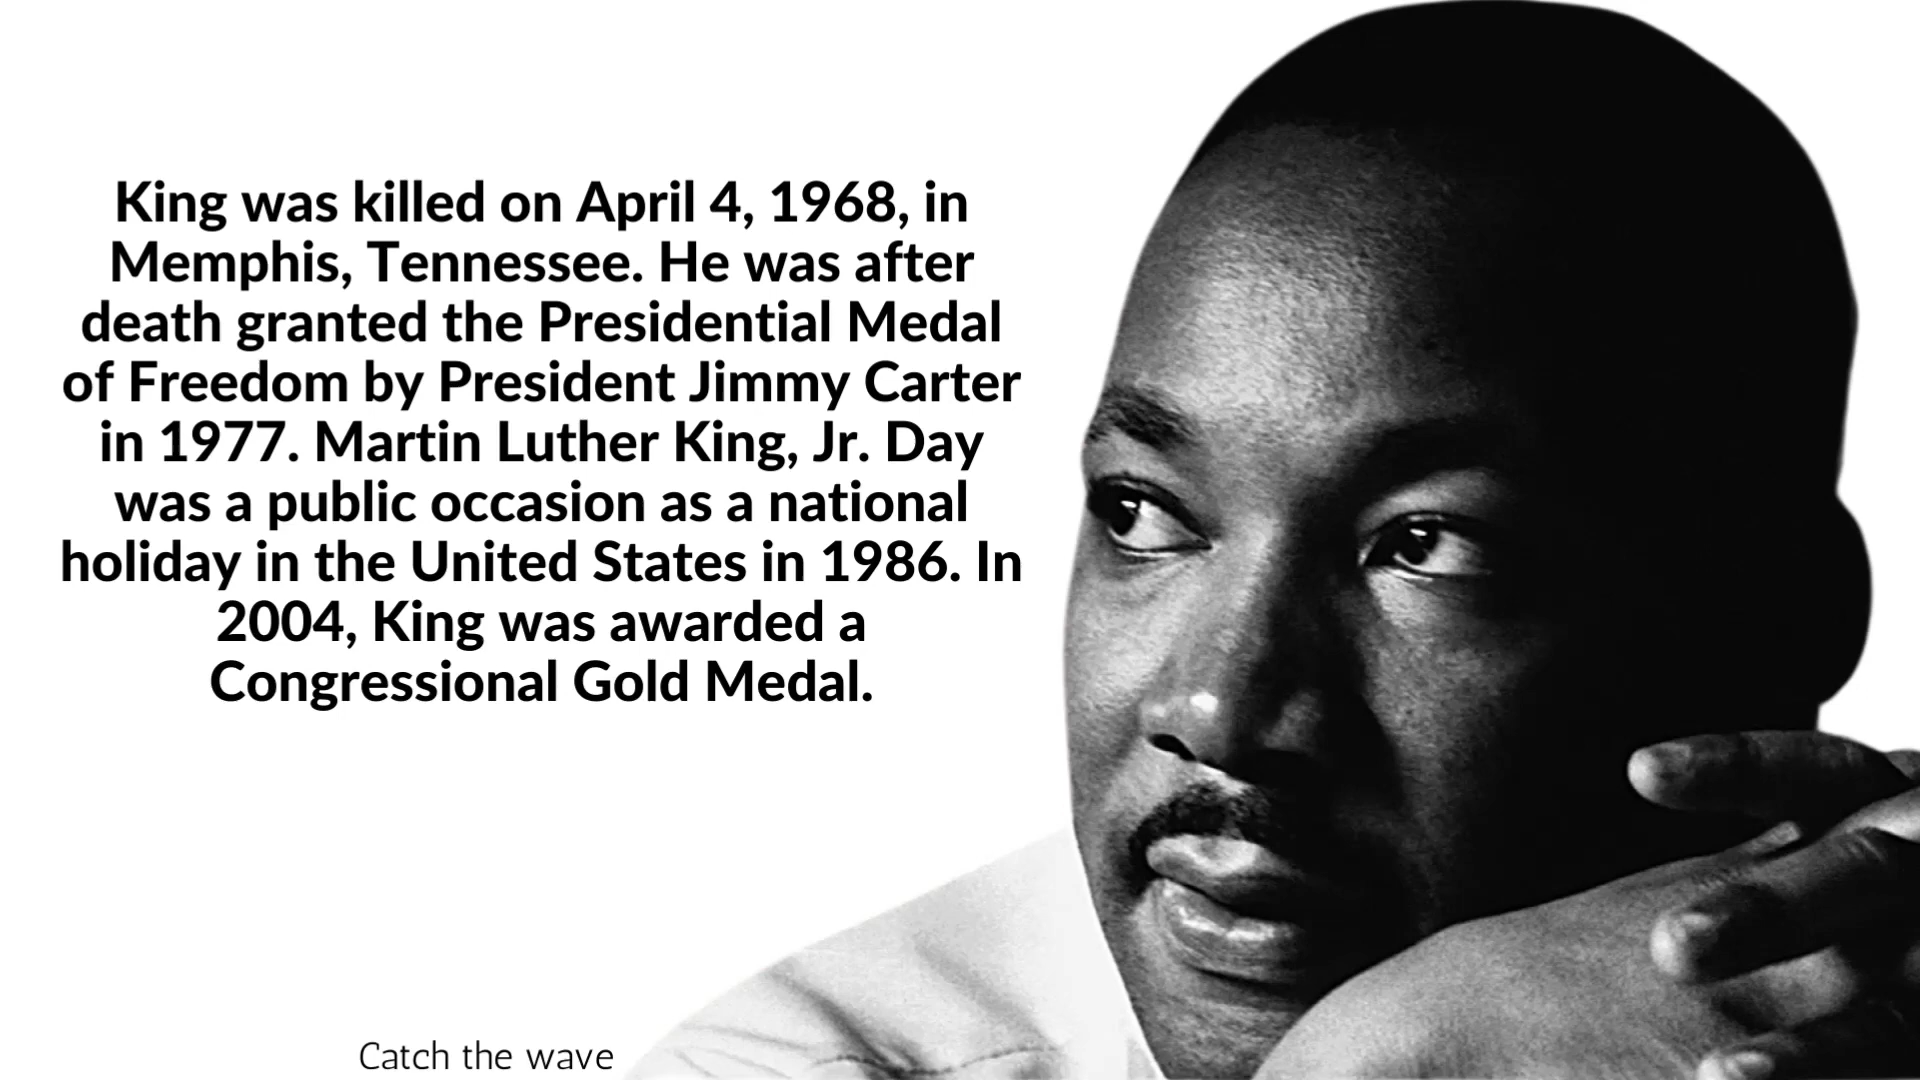 King was killed on April 4, 1968, in
Memphis, Tennessee. He was after
death granted the Presidential Medal
of Freedom by President Jimmy Carter
in 1977. Martin Luther King, Jr. Day
was a public occasion as a national
holiday in the United States in 1986. In
2004, King was awarded a
Congressional Gold Medal.
Catch the wave